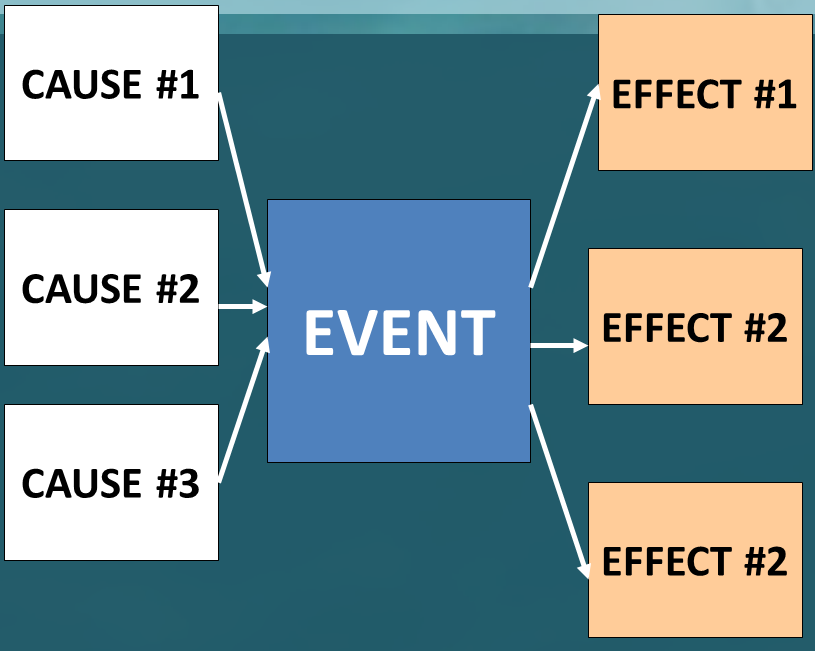 CAUSE #1
CAUSE #2
CAUSE #3
EVENT
EFFECT #1
EFFECT #2
EFFECT #2